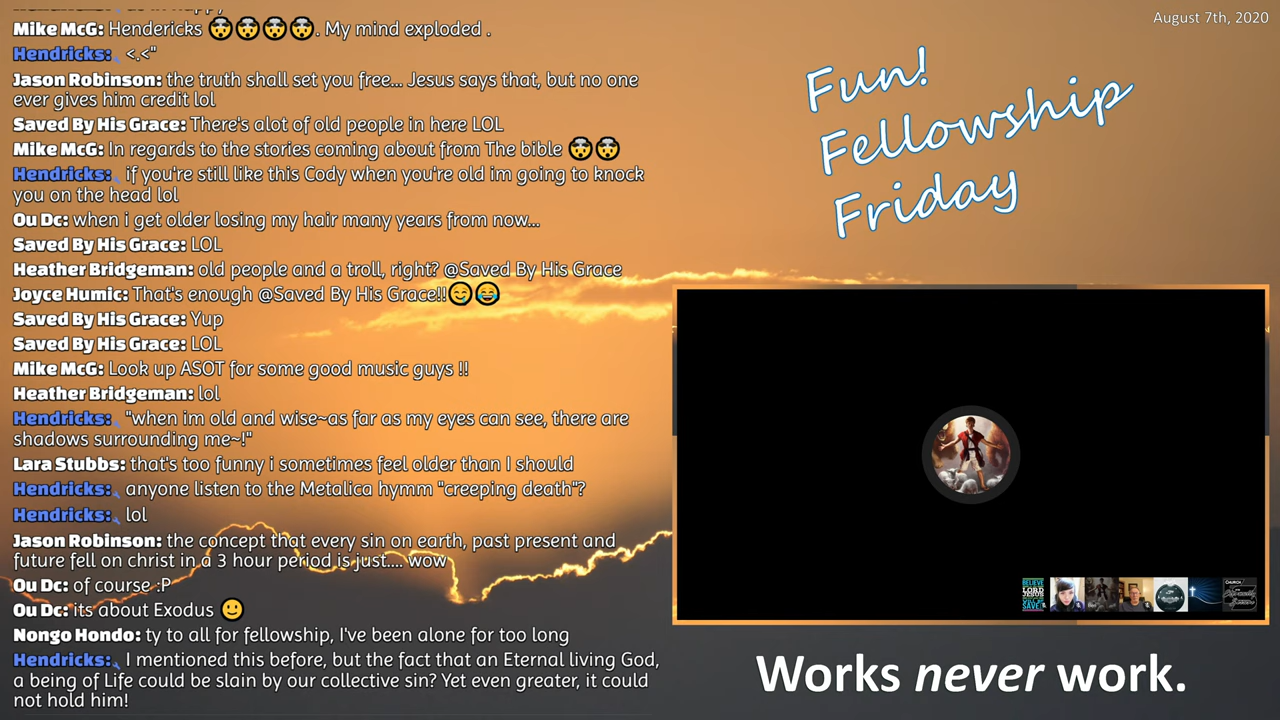 Mike McG: Hendericks 🤯🤯🤯🤯. My mind exploded .
Hendricks: <.<"
Jason Robinson: the truth shall set you free... Jesus says that, but no one
ever gives him credit lol
Saved By His Grace: There's alot of old people in here LOL
Mike McG: In regards to the stories coming about from The bible 🤯🤯
Hendricks: if you're still like this Cody when you're old im going to knock
you on the head lol
Ou Dc: when i get older losing my hair many years from now...
Saved By His Grace: LOL
Heather Bridgeman: old people and a troll, right? @Saved By His Grace
Joyce Humic: That's enough @Saved By His Grace!!😊😂
Saved By His Grace: Yup
Saved By His Grace: LOL
Mike McG: Look up ASOT for some good music guys !!
Heather Bridgeman: lol
Hendricks: "when im old and wise~as far as my eyes can see, there are
shadows surrounding me~!"
Lara Stubbs: that's too funny i sometimes feel older than I should
Hendricks: anyone listen to the Metalica hymm "creeping death"?
Hendricks: lol
Jason Robinson: the concept that every sin on earth, past present and
future fell on christ in a 3 hour period is just.... wow
Ou Dc: of course :P
Ou Dc: its about Exodus 🙂
Nongo Hondo: ty to all for fellowship, I've been alone for too long
Hendricks: I mentioned this before, but the fact that an Eternal living God,
a being of Life could be slain by our collective sin? Yet even greater, it could
not hold him!
August 7th, 2020
Fun!
Fellowship
Friday
BELIEVE
LORD
JESUS
SAVE!
CHURCH
Works never work.